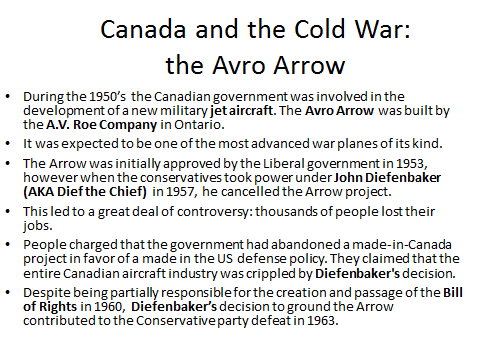 Canada and the Cold War:
the Avro Arrow
• During the 1950's the Canadian government was involved in the
development of a new military jet aircraft. The Avro Arrow was built by
the A.V. Roe Company in Ontario.
• It was expected to be one of the most advanced war planes of its kind.
• The Arrow was initially approved by the Liberal government in 1953,
however when the conservatives took power under John Diefenbaker
(AKA Dief the Chief) in 1957, he cancelled the Arrow project.
• This led to a great deal of controversy: thousands of people lost their
jobs.
• People charged that the government had abandoned a made-in-Canada
project in favor of a made in the US defense policy. They claimed that the
entire Canadian aircraft industry was crippled by Diefenbaker's decision.
• Despite being partially responsible for the creation and passage of the Bill
of Rights in 1960, Diefenbaker's decision to ground the Arrow
contributed to the Conservative party defeat in 1963.